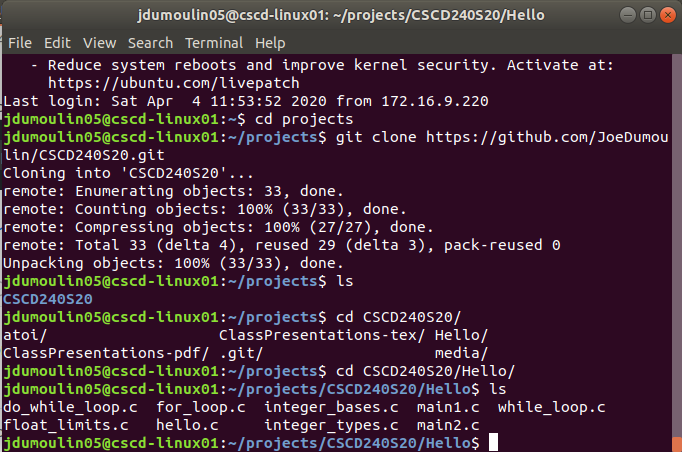 jdumoulin05@cscd-linux01: ~/projects/CSCD240S20/Hello
File Edit View Search Terminal Help
- Reduce system reboots and improve kernel security. Activate at:
https://ubuntu.com/livepatch
Last login: Sat Apr  4 11:53:52 2020 from 172.16.9.220
jdumoulin05@cscd-linux01:~$ cd projects
jdumoulin05@cscd-linux01:~/projects$ git clone https://github.com/JoeDumou
lin/CSCD240S20.git
Cloning into 'CSCD240S20'...
remote: Enumerating objects: 33, done.
remote: Counting objects: 100% (33/33), done.
remote: Compressing objects: 100% (27/27), done.
remote: Total 33 (delta 4), reused 29 (delta 3), pack-reused 0
Unpacking objects: 100% (33/33), done.
jdumoulin05@cscd-linux01:~/projects$ ls
CSCD240S20
jdumoulin05@cscd-linux01:~/projects$ cd CSCD240S20/
atoi/ ClassPresentations-tex/ Hello/
ClassPresentations-pdf/ .git/ media/
jdumoulin05@cscd-linux01:~/projects$ cd CSCD240S20/Hello/
jdumoulin05@cscd-linux01:~/projects/CSCD240S20/Hello$ ls
do_while_loop.c for_loop.c integer_bases.c main1.c while_loop.c
float_limits.c hello.c integer_types.c main2.c
jdumoulin05@cscd-linux01:~/projects/CSCD240S20/Hello$